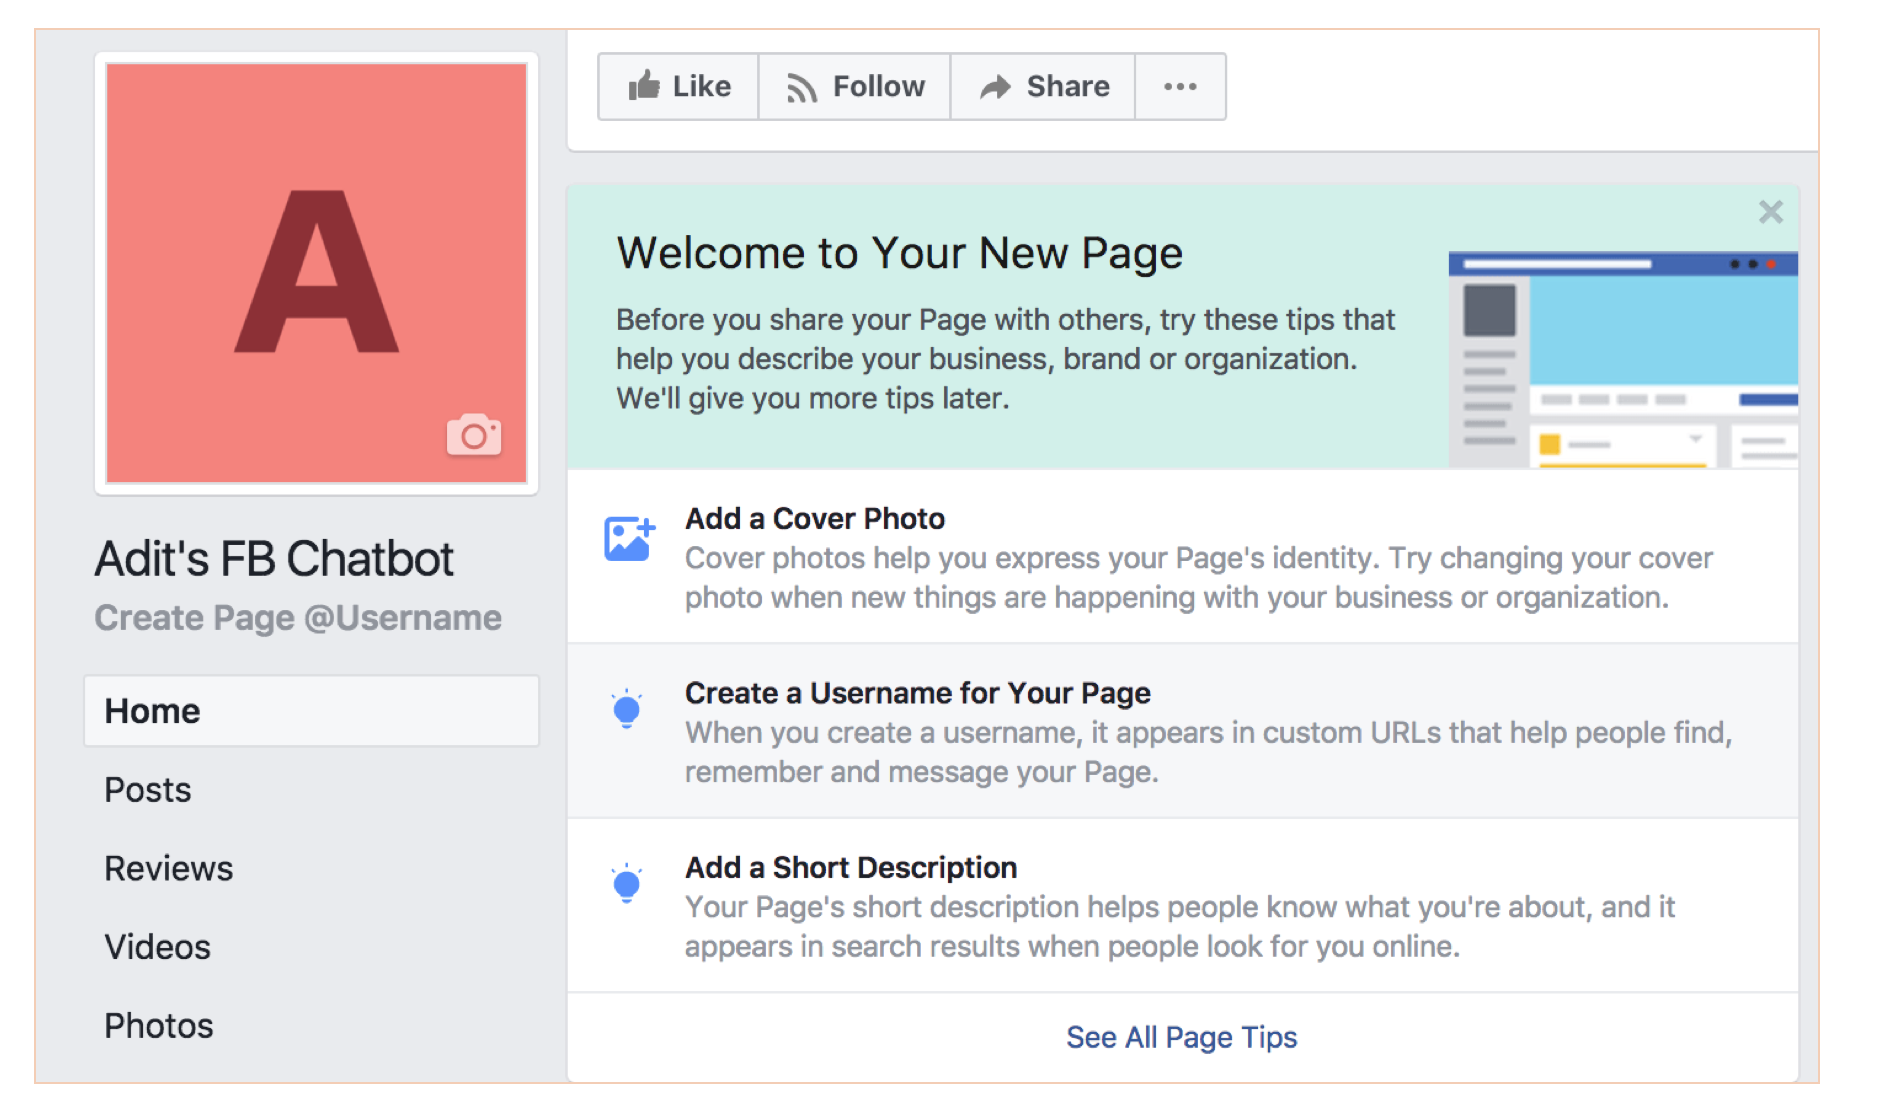 Like Follow Share
A
Adit's FB Chatbot
Create Page @Username
Home
Posts
Reviews
Videos
Photos
Welcome to Your New Page
Before you share your Page with others, try these tips that
help you describe your business, brand or organization.
We'll give you more tips later.
Add a Cover Photo
Cover photos help you express your Page's identity. Try changing your cover
photo when new things are happening with your business or organization.
Create a Username for Your Page
When you create a username, it appears in custom URLs that help people find,
remember and message your Page.
Add a Short Description
Your Page's short description helps people know what you're about, and it
appears in search results when people look for you online.
See All Page Tips